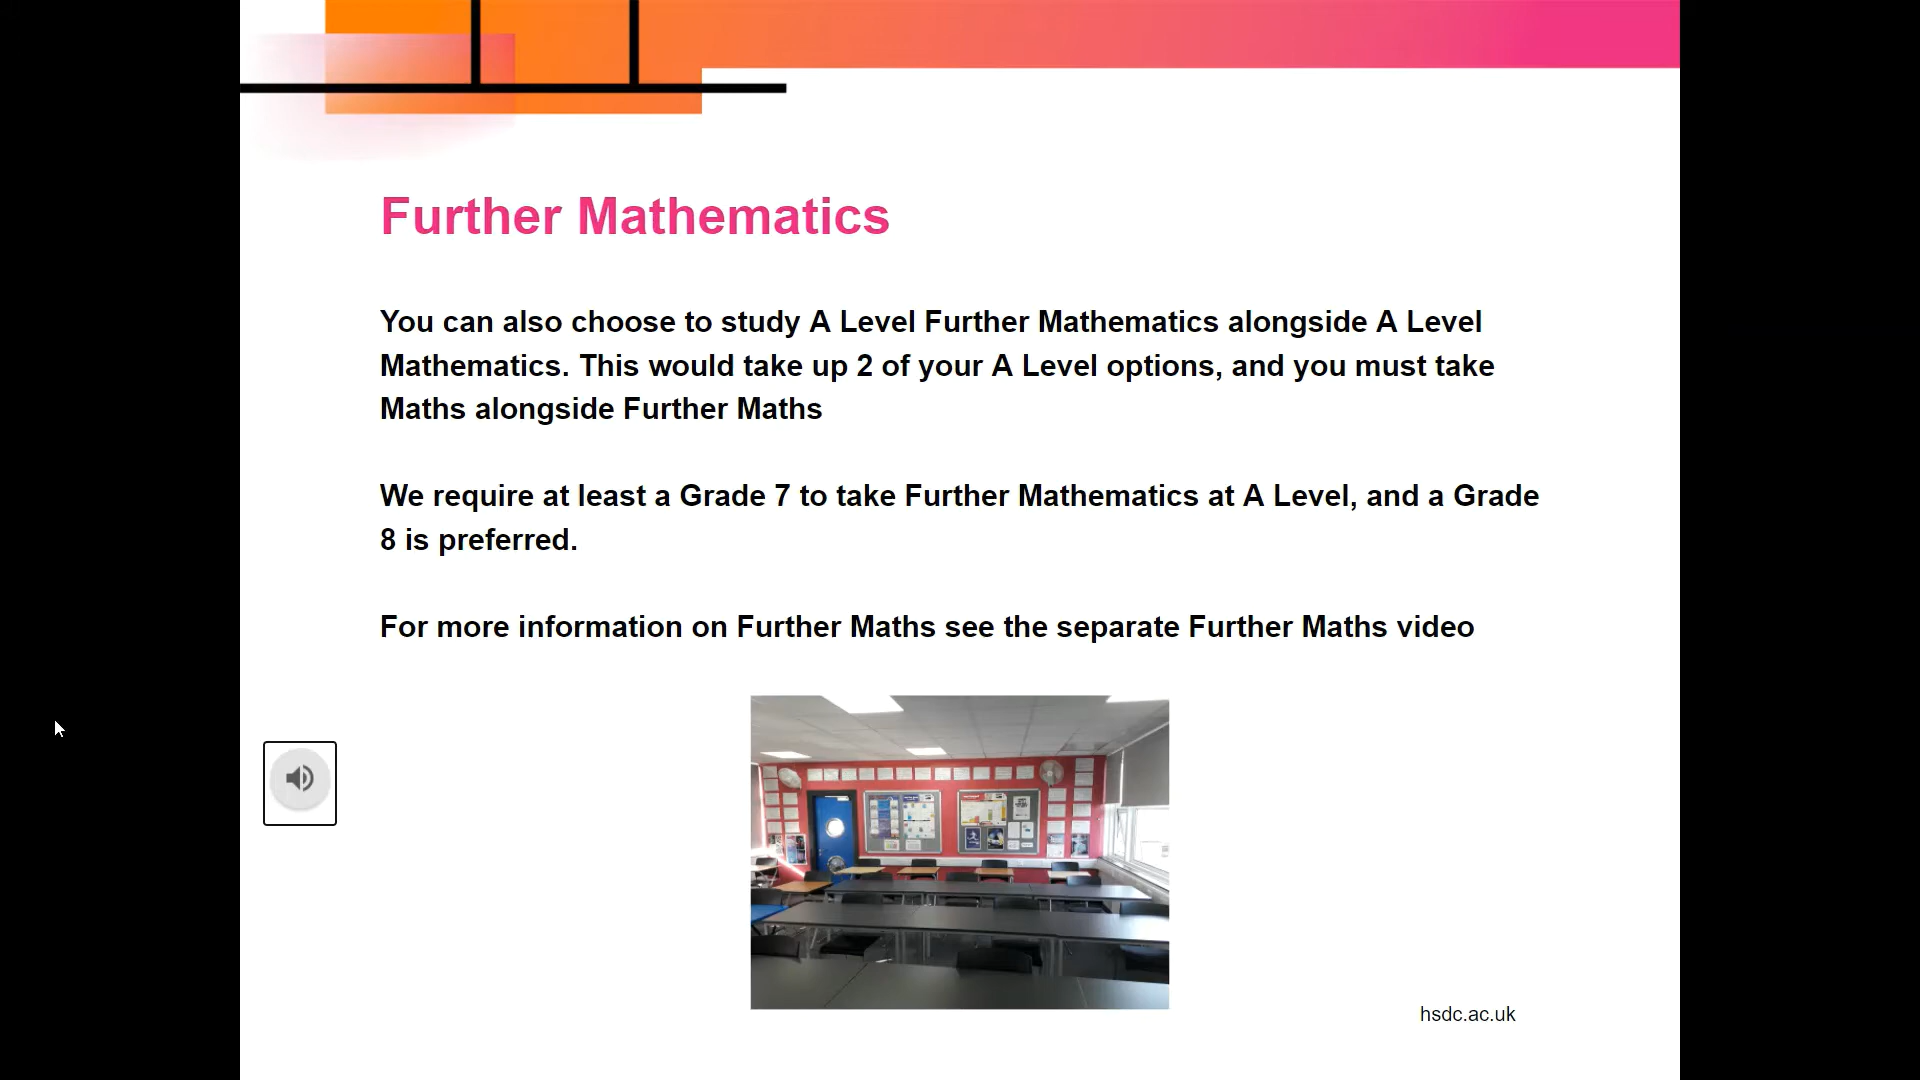 Further Mathematics
You can also choose to study A Level Further Mathematics alongside A Level
Mathematics. This would take up 2 of your A Level options, and you must take
Maths alongside Further Maths
We require at least a Grade 7 to take Further Mathematics at A Level, and a Grade
8 is preferred.
For more information on Further Maths see the separate Further Maths video
hsdc.ac.uk